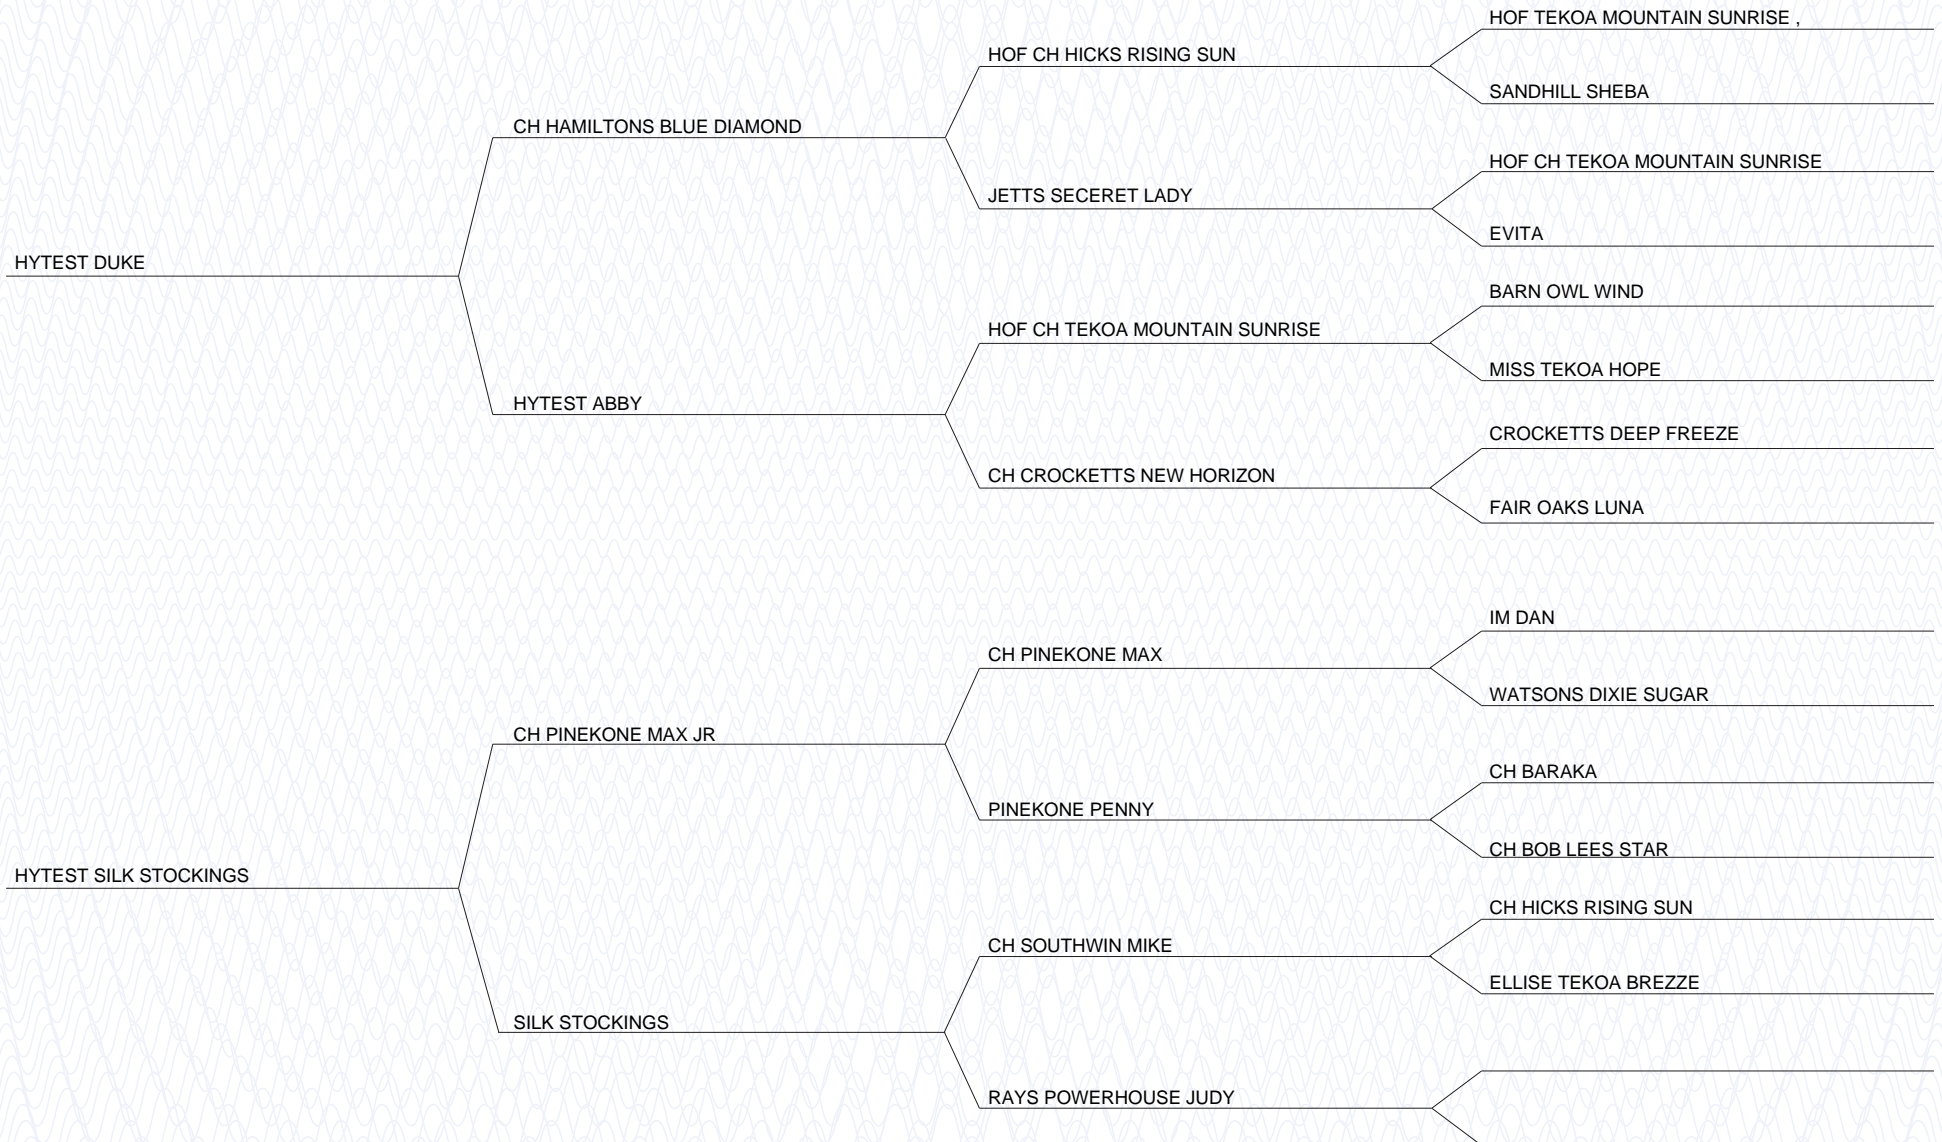 HOF TEKOA MOUNTAIN SUNRISE ,
HOF CH HICKS RISING SUN
SANDHILL SHEBA
CH HAMILTONS BLUE DIAMOND
HOF CH TEKOA MOUNTAIN SUNRISE
JETTS SECERET LADY
EVITA
HYTEST DUKE
BARN OWL WIND
HOF CH TEKOA MOUNTAIN SUNRISE
MISS TEKOA HOPE
HYTEST ABBY
CROCKETTS DEEP FREEZE
CH CROCKETTS NEW HORIZON
FAIR OAKS LUNA
IM DAN
CH PINEKONE MAX
WATSONS DIXIE SUGAR
CH PINEKONE MAX JR
CH BARAKA
PINEKONE PENNY
CH BOB LEES STAR
HYTEST SILK STOCKINGS
CH HICKS RISING SUN
CH SOUTHWIN MIKE
ELLISE TEKOA BREZZE
SILK STOCKINGS
RAYS POWERHOUSE JUDY